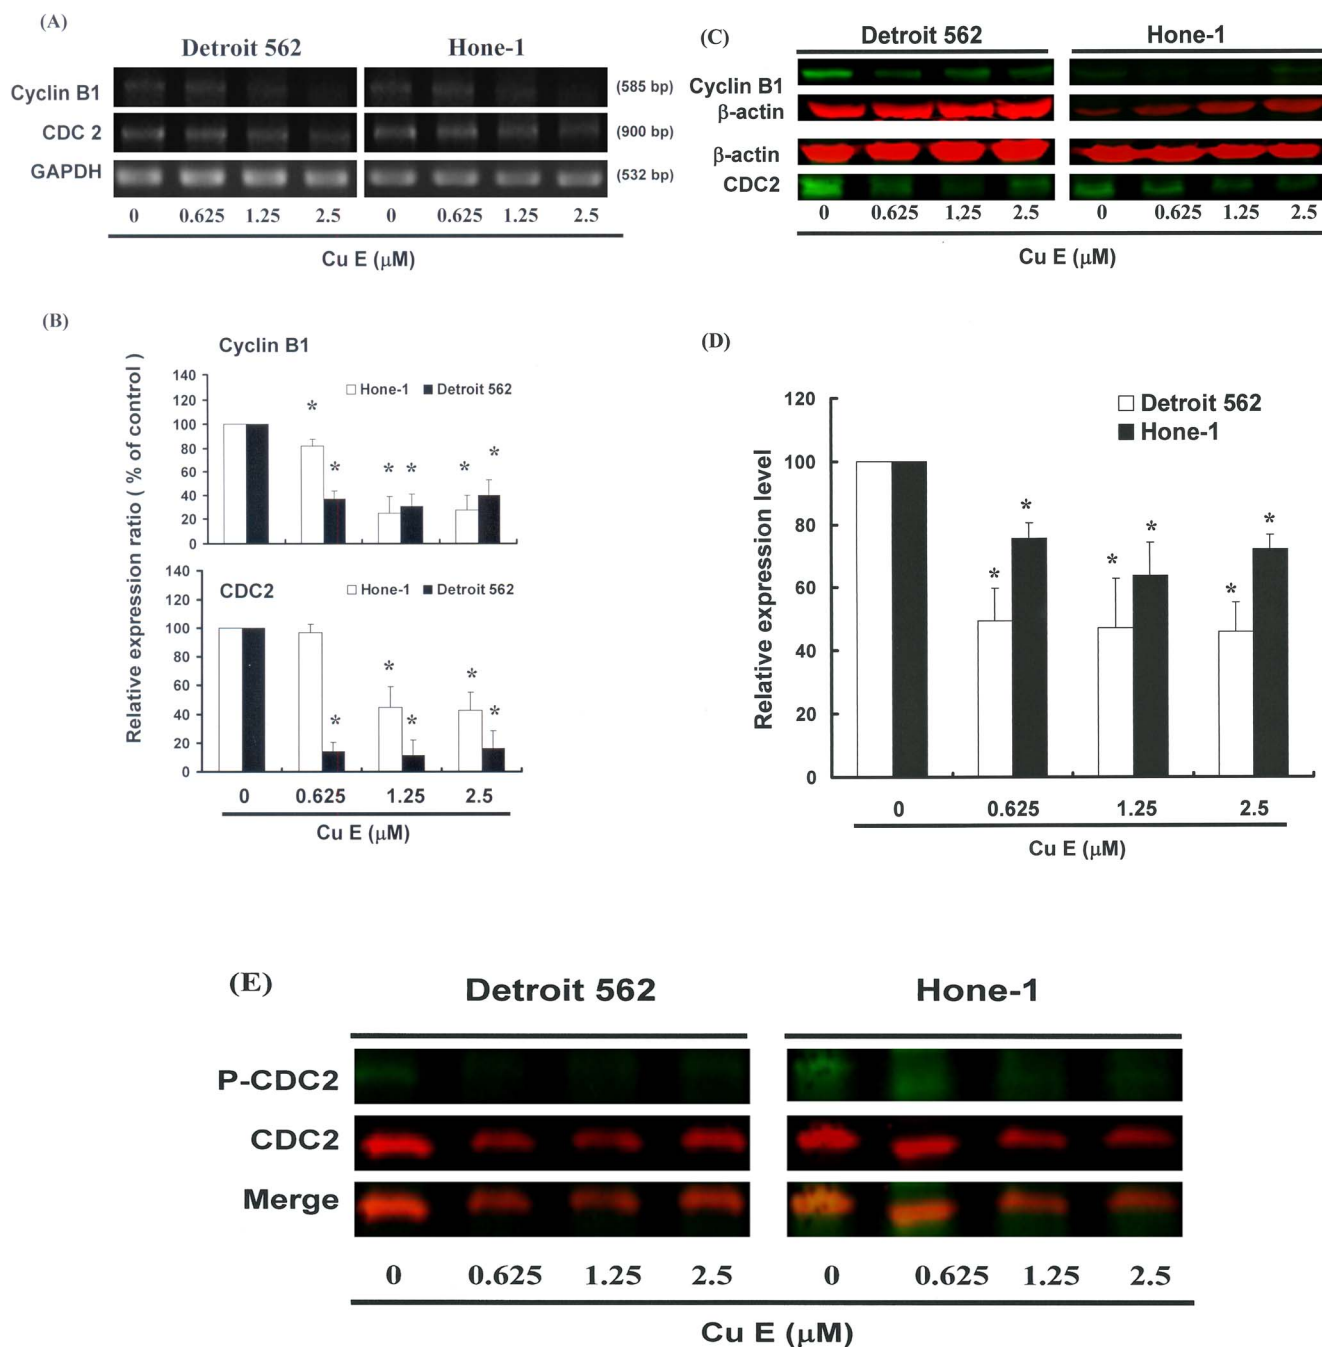 (A)
Detroit 562 Hone-1
Cyclin B1 (585 bp)
CDC 2 (900 bp)
GAPDH (532 bp)
0 0.625 1.25 2.5 0 0.625 1.25 2.5
Cu E (μM)
(C)
Detroit 562 Hone-1
Cyclin B1
β-actin
β-actin
CDC2
0 0.625 1.25 2.5 0 0.625 1.25 2.5
Cu E (μM)
(B)
Relative expression ratio ( % of control )
Cyclin B1
Hone-1 Detroit 562
140
120
100
80
60
40
20
0
* * * * * *
CDC2
Hone-1 Detroit 562
140
120
100
80
60
40
20
0
* * * * *
0 0.625 1.25 2.5
Cu E (μM)
(D)
Relative expression level
Detroit 562
Hone-1
120
100
80
60
40
20
0
* * * * * *
0 0.625 1.25 2.5
Cu E (μM)
(E)
Detroit 562 Hone-1
P-CDC2
CDC2
Merge
0 0.625 1.25 2.5 0 0.625 1.25 2.5
Cu E (μM)